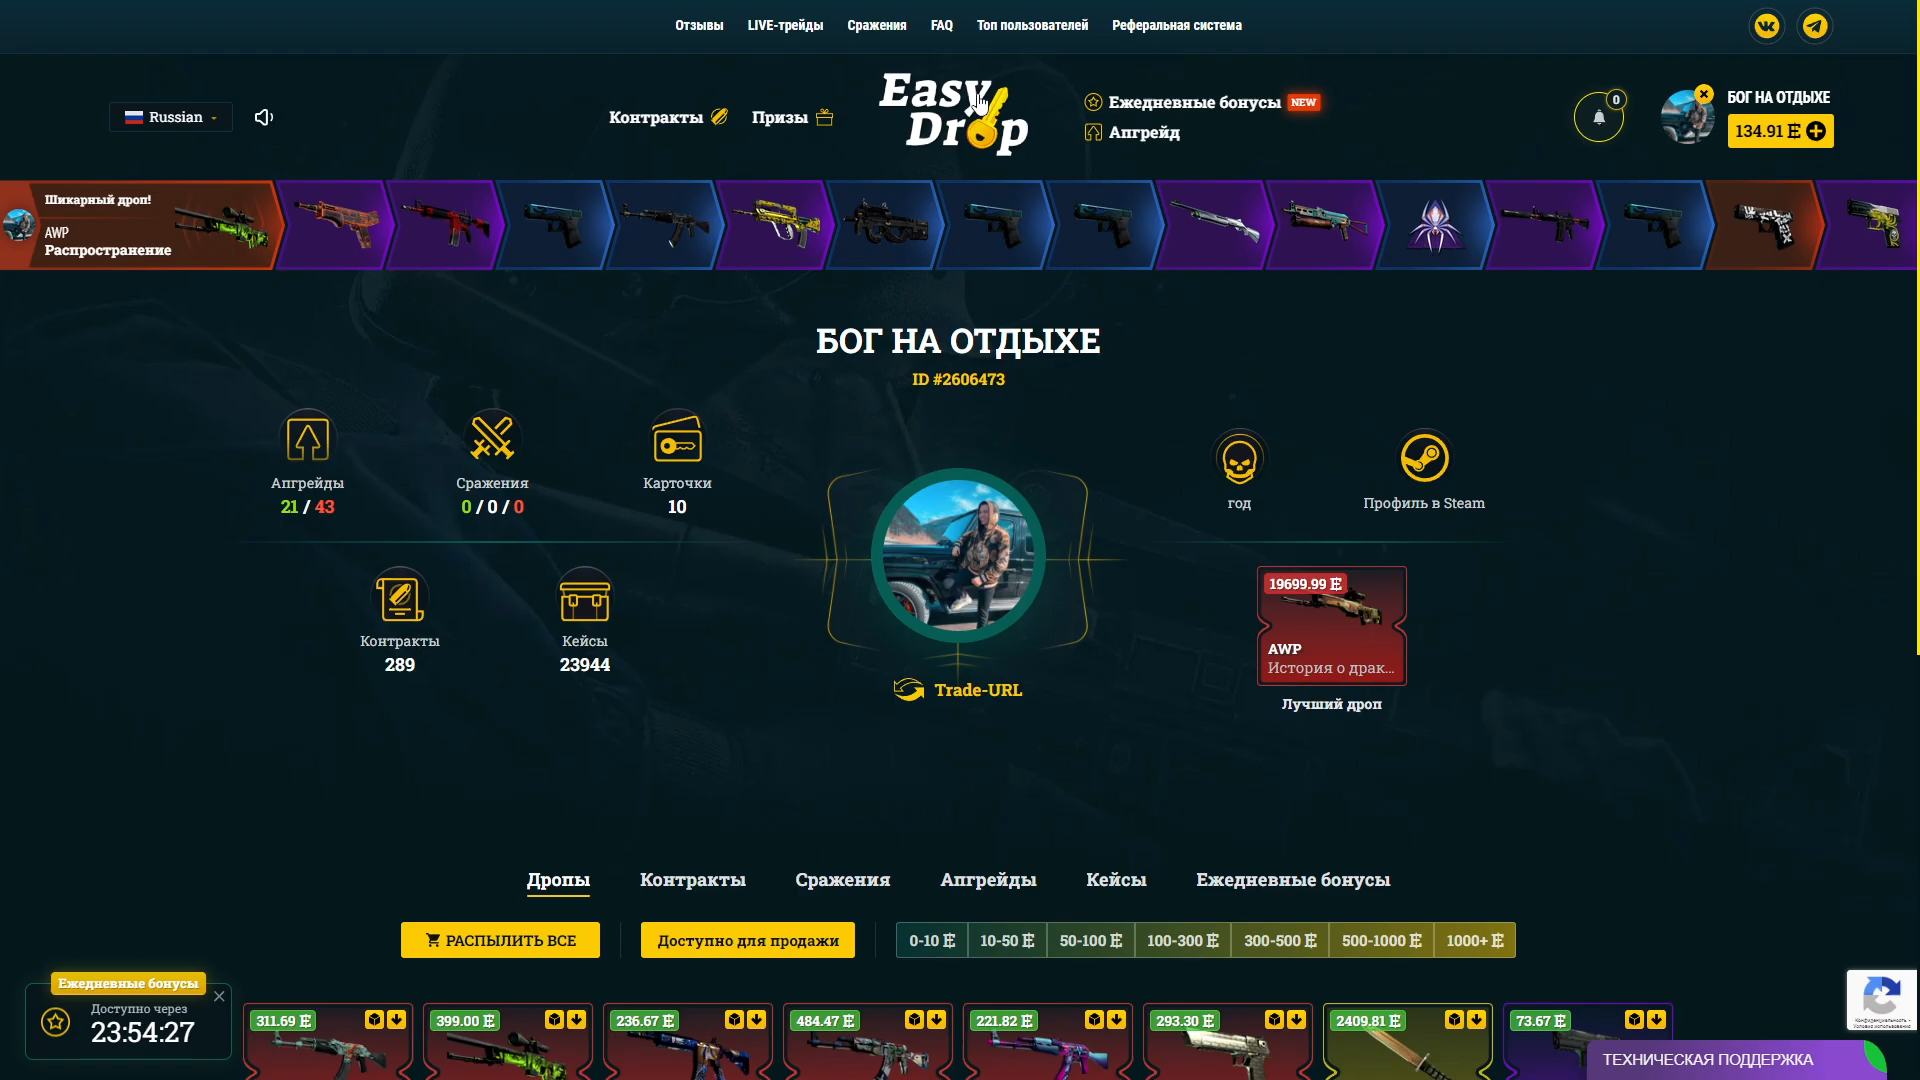 Отзывы LIVE-трейды Сражения FAQ Топ пользователей Реферальная система
Russian
Контракты Призы
Easy Drop
Ежедневные бонусы NEW
Апгрейд
0
БОГ НА ОТДЫХЕ
134.91
Шикарный дроп!
AWP
Распространение
БОГ НА ОТДЫХЕ
ID #2606473
Апгрейды
21 / 43
Сражения
0 / 0 / 0
Карточки
10
Контракты
289
Кейсы
23944
Trade-URL
год
Профиль в Steam
19699.99
AWP
История о драк...
Лучший дроп
Дропы Контракты Сражения Апгрейды Кейсы Ежедневные бонусы
РАСПЫЛИТЬ ВСЕ
Доступно для продажи
0-10 10-50 50-100 100-300 300-500 500-1000 1000+
Ежедневные бонусы
Доступно через
23:54:27
311.69 399.00 236.67 484.47 221.82 293.30 2409.81 73.67
Конфиденциальность -
Условия использования
ТЕХНИЧЕСКАЯ ПОДДЕРЖКА